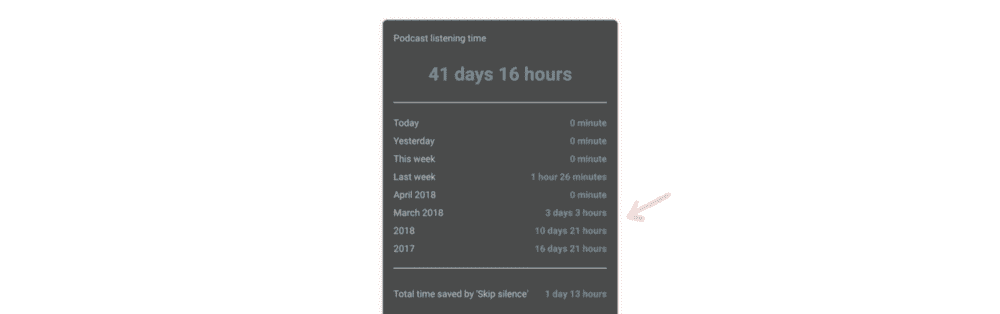 Podcast listening time
41 days 16 hours
Today 0 minute
Yesterday 0 minute
This week 0 minute
Last week 1 hour 26 minutes
April 2018 0 minute
March 2018 3 days 3 hours
2018 10 days 21 hours
2017 16 days 21 hours
Total time saved by 'Skip silence' 1 day 13 hours